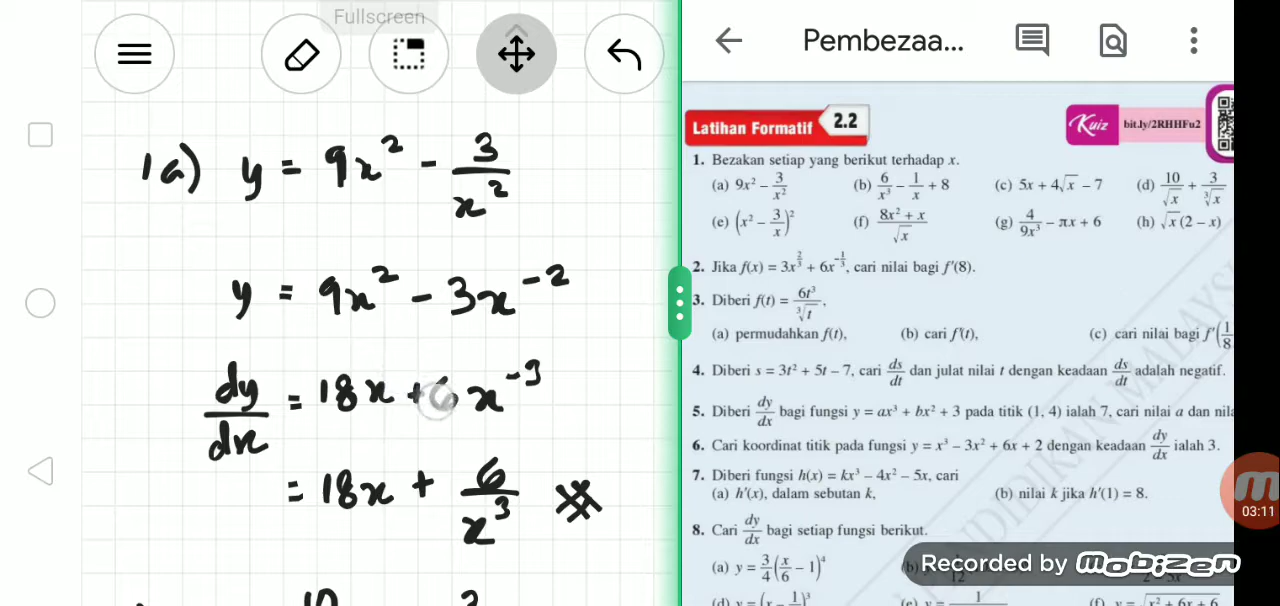 Fullscreen
1a) y = 9x² - 3/x²
y = 9x² - 3x⁻²
dy/dx = 18x + 6x⁻³
= 18x + 6/x³
Pembezaa...
Latihan Formatif 2.2
Kuiz bit.ly/2RHHFu2
1. Bezakan setiap yang berikut terhadap x.
(a) 9x² – 3/x² (b) 6/x³ – 1/x + 8 (c) 5x + 4√x – 7 (d) 10/√x + 3/∛x
(e) (x² – 3/x)² (f) (8x² + x)/√x (g) 4/9x³ – πx + 6 (h) √x(2 – x)
2. Jika f(x) = 3x^(2/3) + 6x^(–1/3), cari nilai bagi f′(8).
3. Diberi f(t) = 6t³/∛t,
(a) permudahkan f(t), (b) cari f′(t), (c) cari nilai bagi f′(1/8
4. Diberi s = 3t² + 5t – 7, cari ds/dt dan julat nilai t dengan keadaan ds/dt adalah negatif.
5. Diberi dy/dx bagi fungsi y = ax³ + bx² + 3 pada titik (1, 4) ialah 7, cari nilai a dan nila
6. Cari koordinat titik pada fungsi y = x³ – 3x² + 6x + 2 dengan keadaan dy/dx ialah 3.
7. Diberi fungsi h(x) = kx³ – 4x² – 5x, cari
(a) h′(x), dalam sebutan k, (b) nilai k jika h′(1) = 8.
8. Cari dy/dx bagi setiap fungsi berikut.
(a) y = 3/4(x/6 – 1)⁴
03:11
Recorded by mobizen